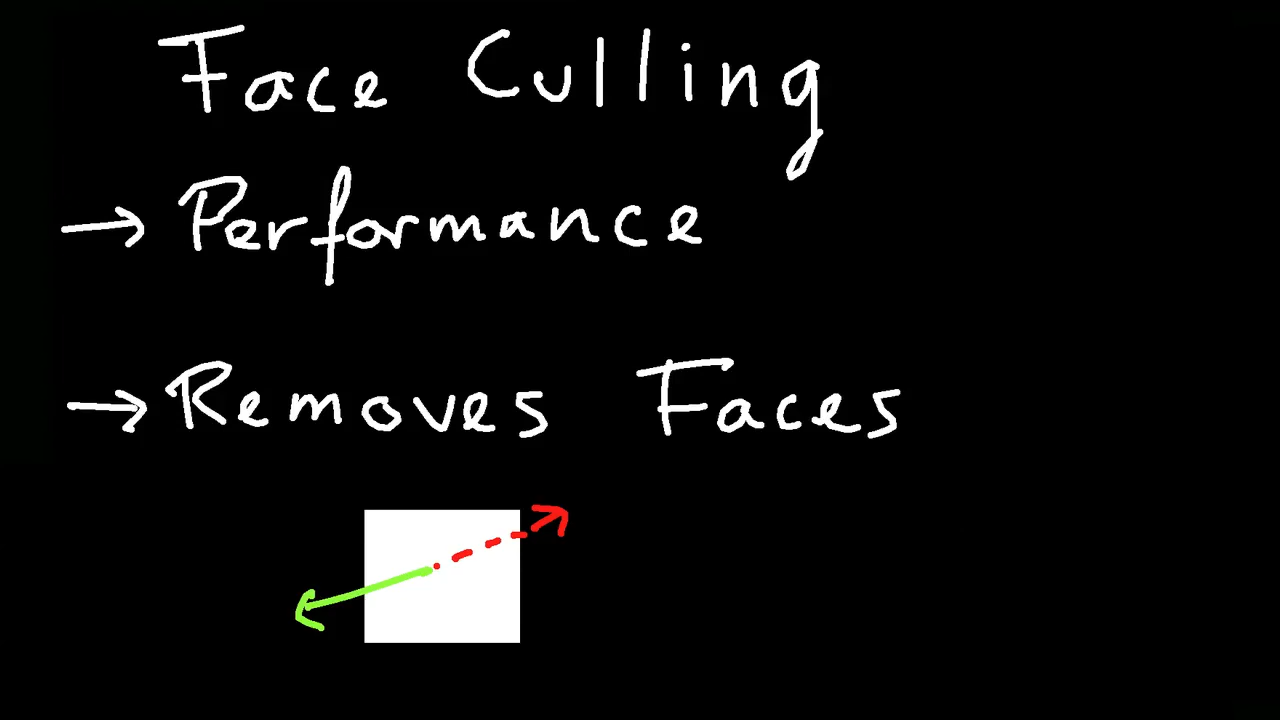 Face Culling
→ Performance
→ Removes Faces